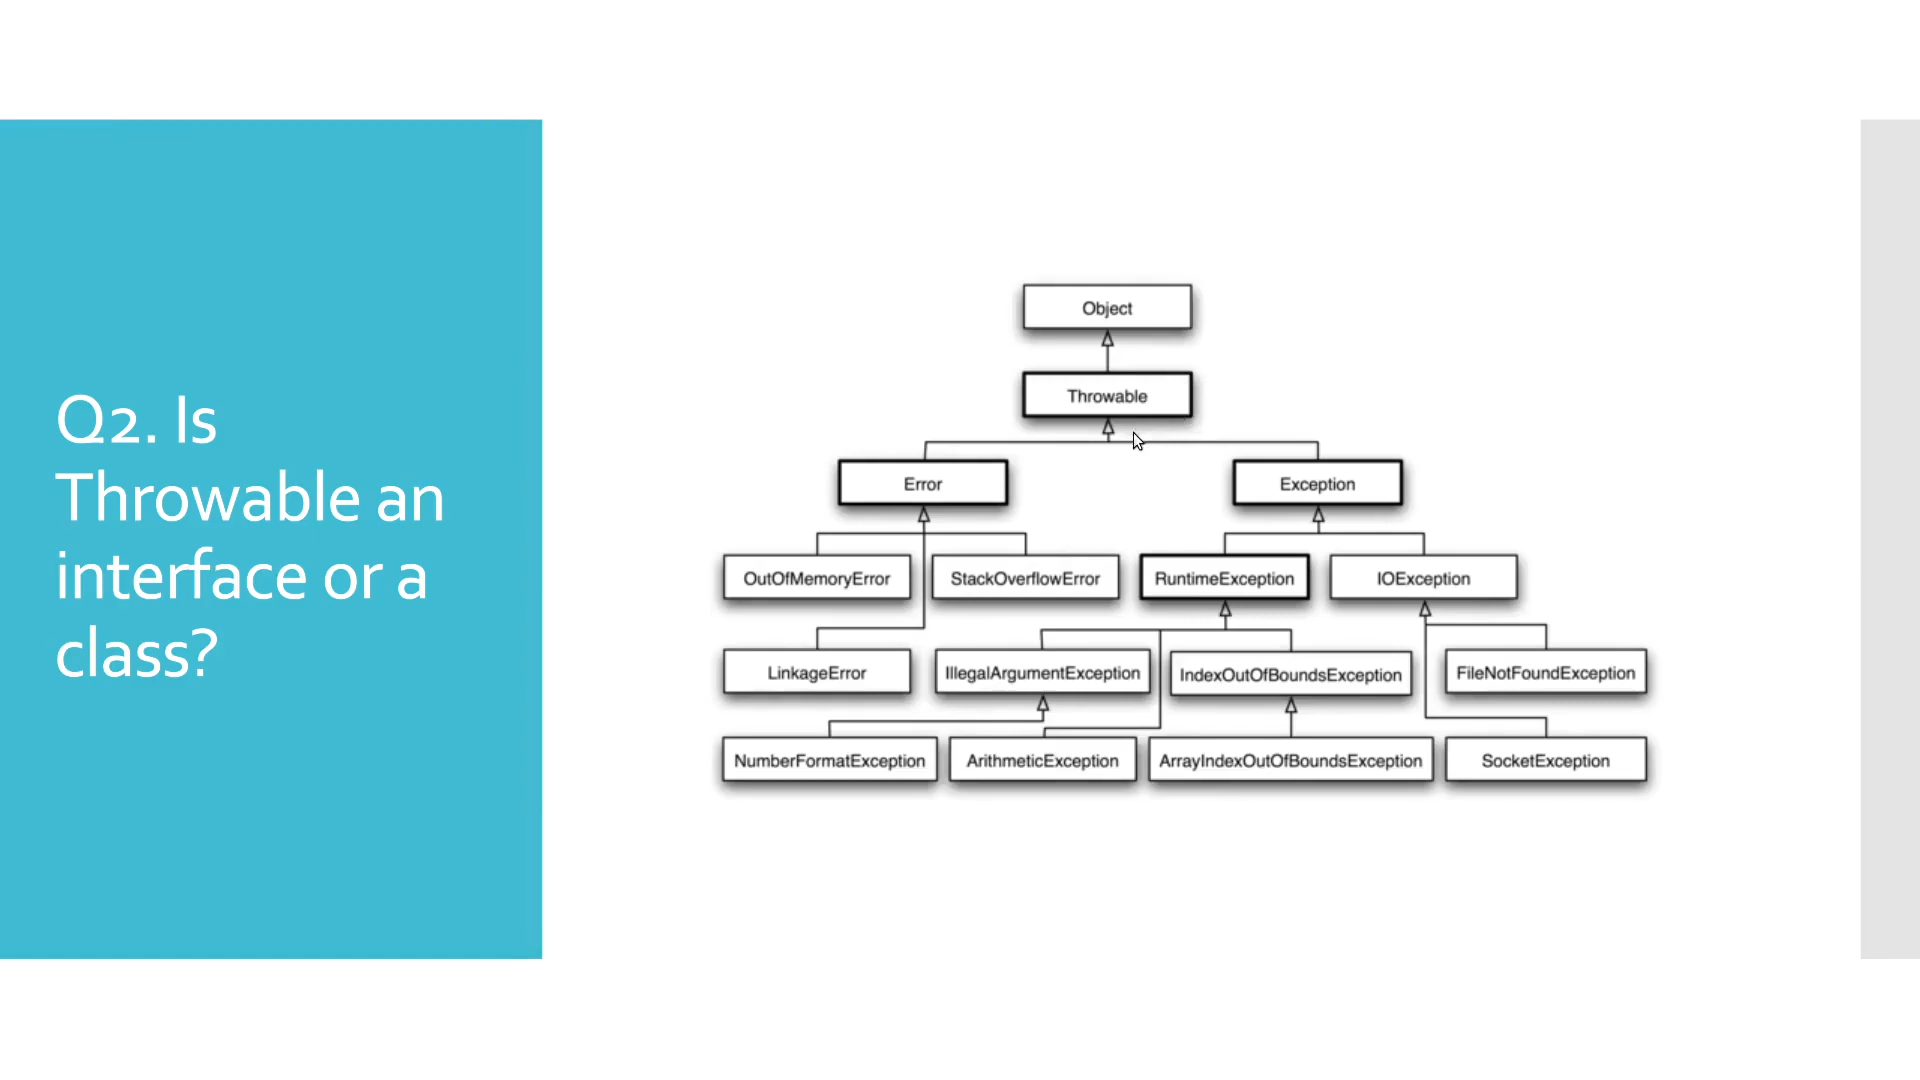 Q2. Is
Throwable an
interface or a
class?
Object
Throwable
Error
Exception
OutOfMemoryError
StackOverflowError
RuntimeException
IOException
LinkageError
IllegalArgumentException
IndexOutOfBoundsException
FileNotFoundException
NumberFormatException
ArithmeticException
ArrayIndexOutOfBoundsException
SocketException